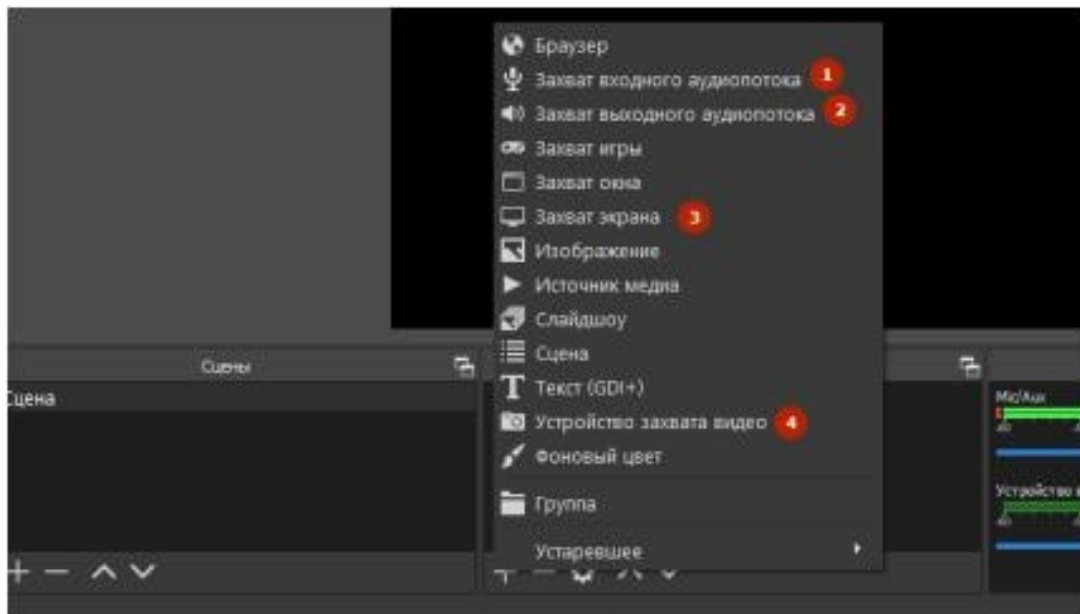 Браузер
Захват входного аудиопотока 1
Захват выходного аудиопотока 2
Захват игры
Захват окна
Захват экрана 3
Изображение
Источник медиа
Слайдшоу
Сцена
Текст (GDI+)
Устройство захвата видео 4
Фоновый цвет
Группа
Устаревшее
Сцены
Сцена
Mic/Aux
Устройство